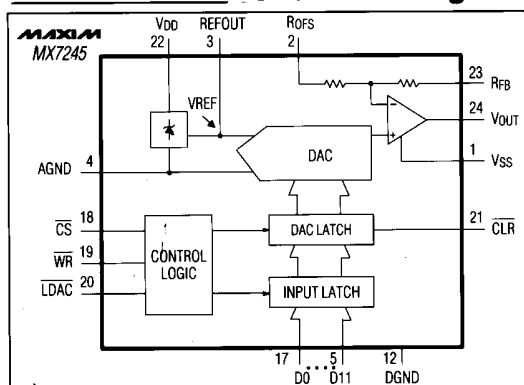 VDD REFOUT ROFS
MAXIM
22 3 2
MX7245
23
RFB
VREF
24
VOUT
AGND 4
DAC
1
VSS
CS 18
DAC LATCH
21
CLR
WR 19
CONTROL
LOGIC
LDAC 20
INPUT LATCH
17 5 12
D0 D11 DGND